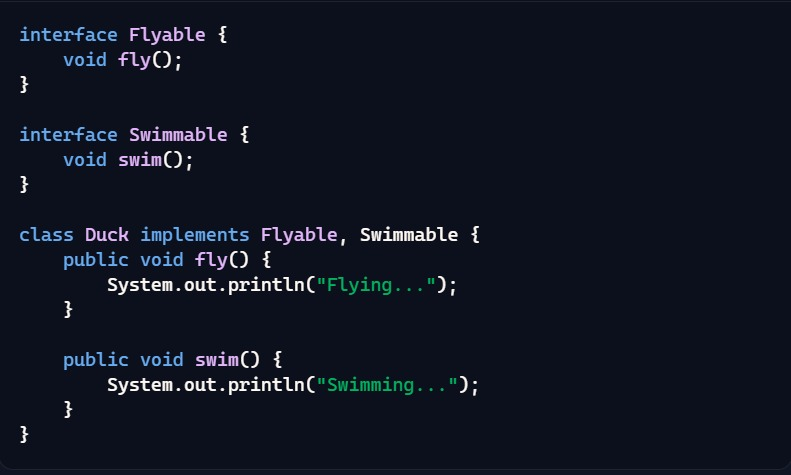 interface Flyable {
    void fly();
}

interface Swimmable {
    void swim();
}

class Duck implements Flyable, Swimmable {
    public void fly() {
        System.out.println("Flying...");
    }

    public void swim() {
        System.out.println("Swimming...");
    }
}